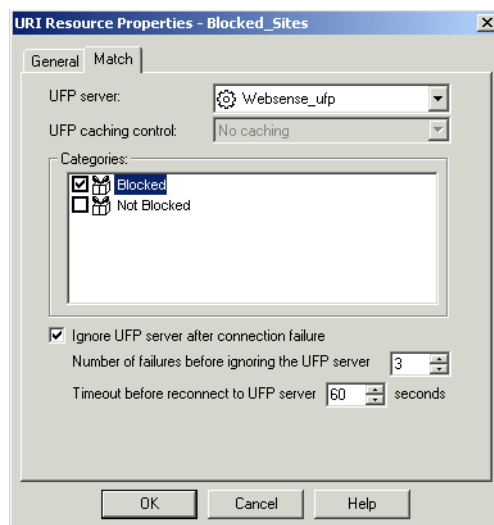 URI Resource Properties - Blocked_Sites
General Match
UFP server: Websense_ufp
UFP caching control: No caching
Categories:
Blocked
Not Blocked
Ignore UFP server after connection failure
Number of failures before ignoring the UFP server 3
Timeout before reconnect to UFP server 60 seconds
OK Cancel Help